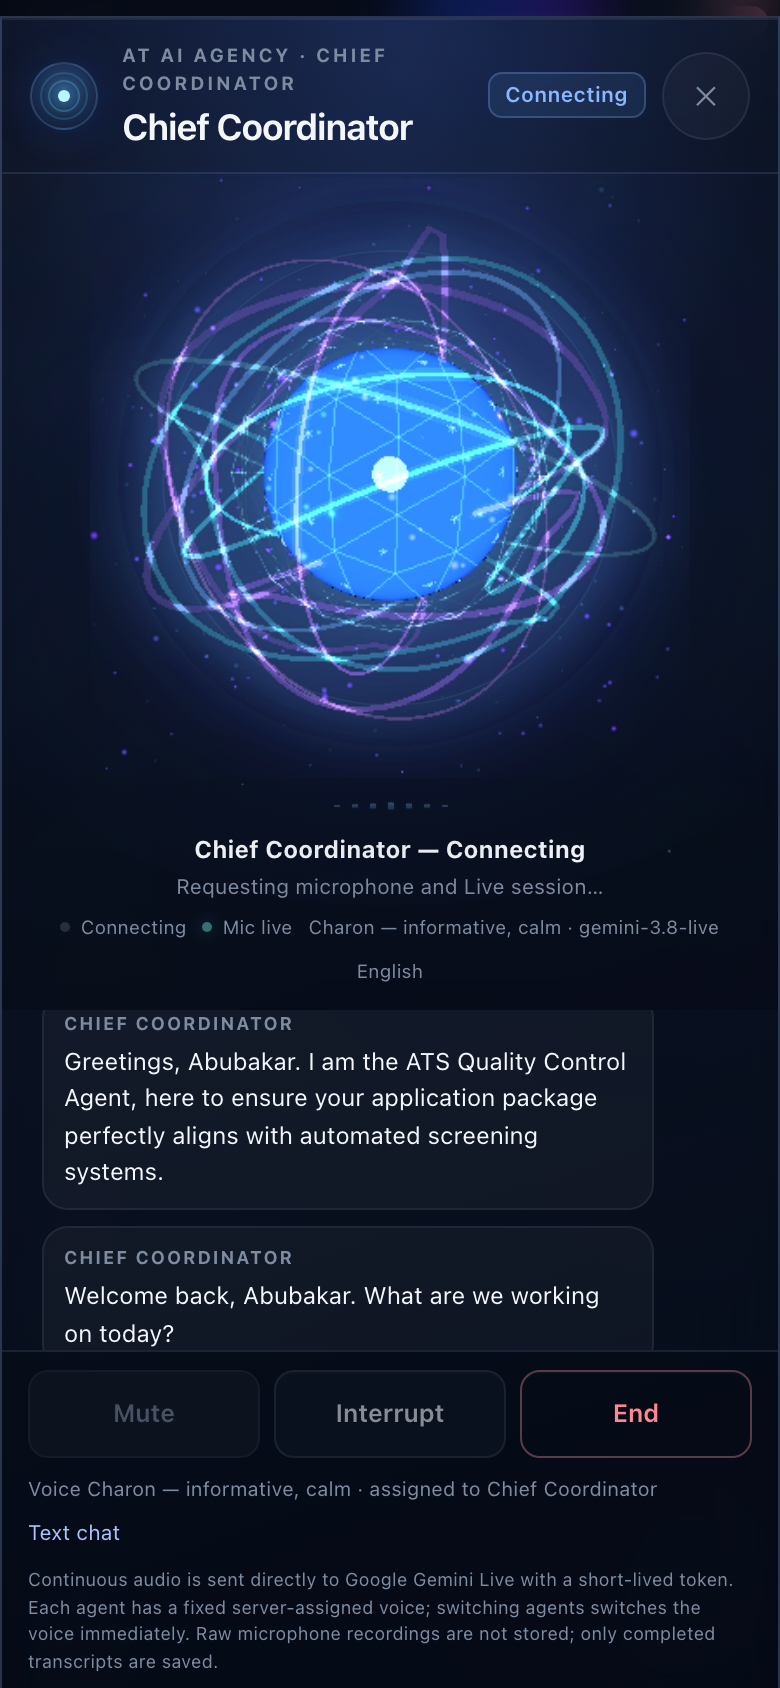 AT AI AGENCY · CHIEF
COORDINATOR
Chief Coordinator
Connecting
Chief Coordinator — Connecting
Requesting microphone and Live session…
Connecting Mic live Charon — informative, calm · gemini-3.8-live
English
CHIEF COORDINATOR
Greetings, Abubakar. I am the ATS Quality Control
Agent, here to ensure your application package
perfectly aligns with automated screening
systems.
CHIEF COORDINATOR
Welcome back, Abubakar. What are we working
on today?
Mute
Interrupt
End
Voice Charon — informative, calm · assigned to Chief Coordinator
Text chat
Continuous audio is sent directly to Google Gemini Live with a short-lived token.
Each agent has a fixed server-assigned voice; switching agents switches the
voice immediately. Raw microphone recordings are not stored; only completed
transcripts are saved.